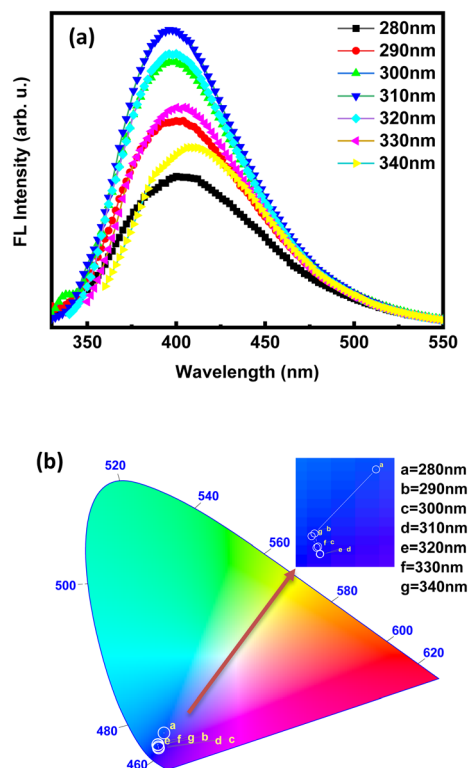 (a)
280nm
290nm
300nm
310nm
320nm
330nm
340nm
FL Intensity (arb. u.)
350 400 450 500 550
Wavelength (nm)
(b)
520
540
560
580
600
620
500
480
460
a
e f g b d c
a
g b
f c
e d
a=280nm
b=290nm
c=300nm
d=310nm
e=320nm
f=330nm
g=340nm